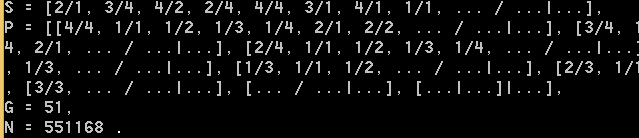 S = [2/1, 3/4, 4/2, 2/4, 4/4, 3/1, 4/1, 1/1, ... / ...|...],
P = [[4/4, 1/1, 1/2, 1/3, 1/4, 2/1, 2/2, ... / ...|...], [3/4, 1
4, 2/1, ... / ...|...], [2/4, 1/1, 1/2, 1/3, 1/4, ... / ...|...
, 1/3, ... / ...|...], [1/3, 1/1, 1/2, ... / ...|...], [2/3, 1/1
, [3/3, ... / ...|...], [... / ...|...], [...|...]|...],
G = 51,
N = 551168 .